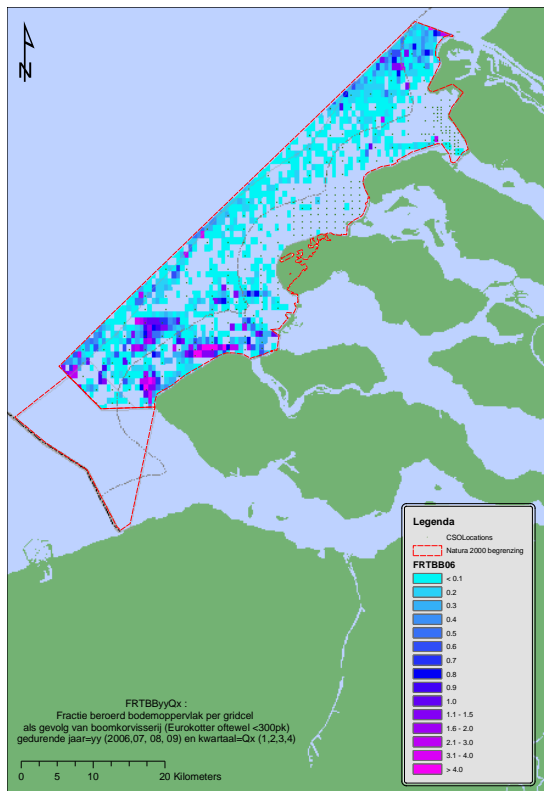 N
Legenda
CSOLocations
Natura 2000 begrenzing
FRTBB06
< 0.1
0.2
0.3
0.4
0.5
0.6
0.7
0.8
0.9
1.0
1.1 - 1.5
1.6 - 2.0
2.1 - 3.0
3.1 - 4.0
> 4.0
FRTBByyQx :
Fractie beroerd bodemoppervlak per gridcel
als gevolg van boomkorvisserij (Eurokotter oftewel <300pk)
gedurende jaar=yy (2006,07, 08, 09) en kwartaal=Qx (1,2,3,4)
0 5 10 20 Kilometers